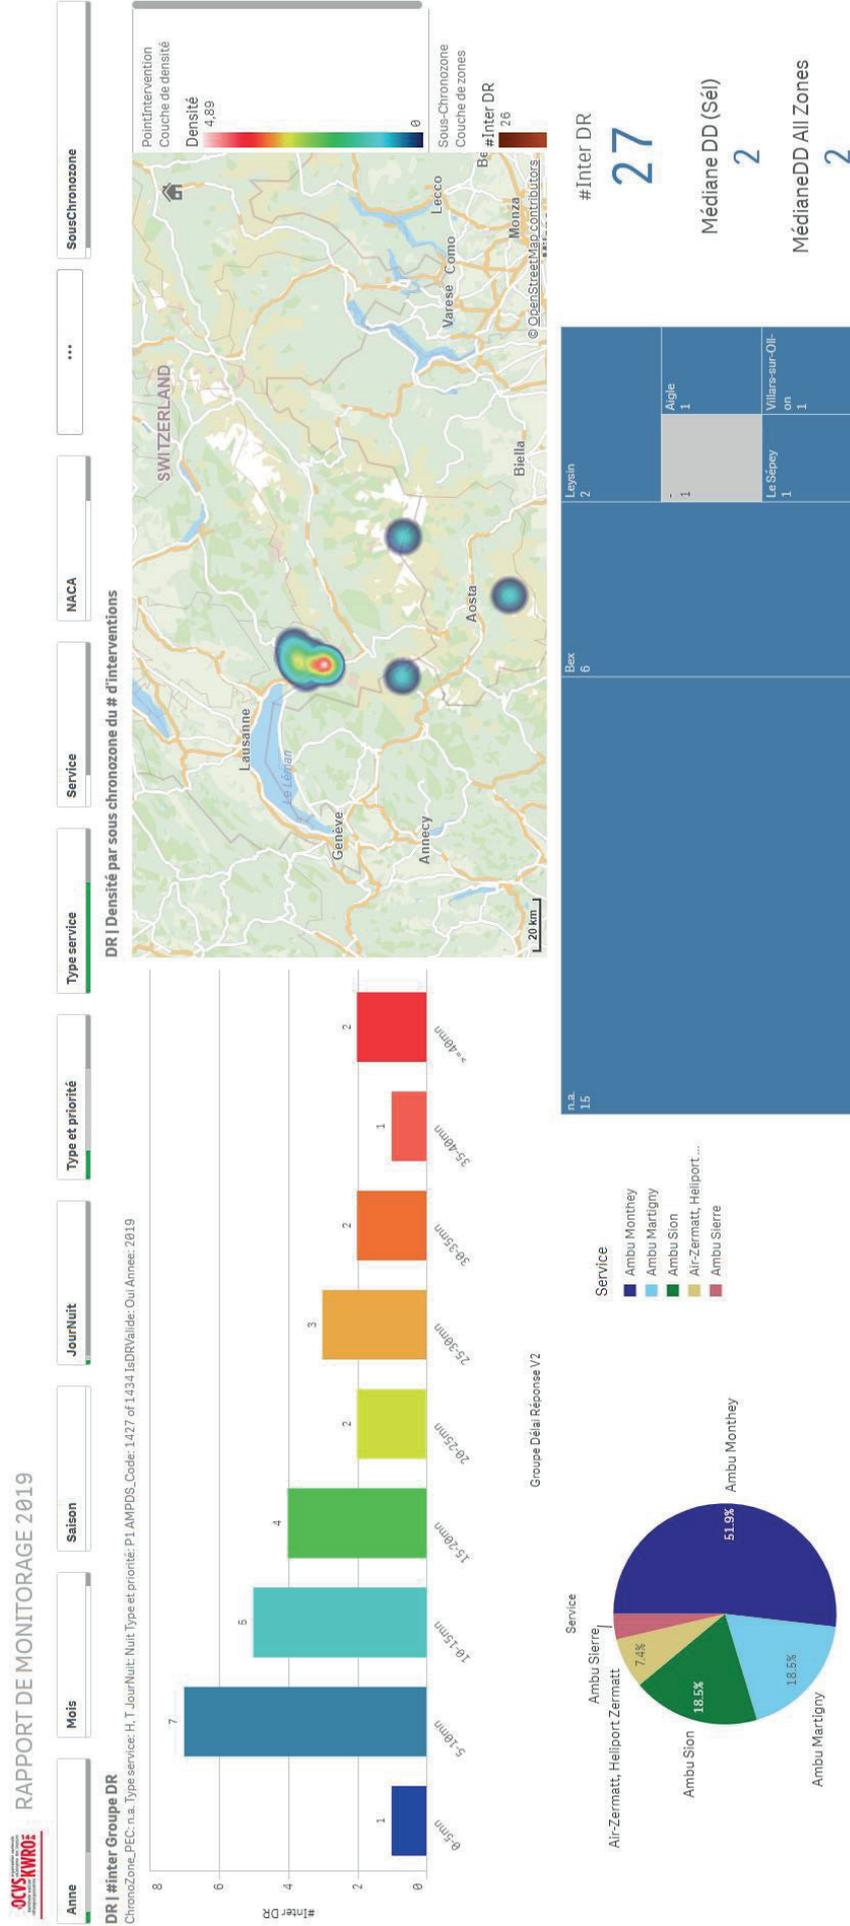 OCVS
KWRO
RAPPORT DE MONITORAGE 2019
Anne
Mois
Saison
JourNuit
Type et priorité
Type service
Service
NACA
...
SousChronozone
DR | #inter Groupe DR
ChronoZone_PEC: n.a. Type service: H, T JourNuit: Nuit Type et priorité: P1 AMPDS_Code: 1427 of 1434 IsDRValide: Oui Annee: 2019
#Inter DR
8
6
4
2
0
1
7
5
4
2
3
2
1
2
0-5mn
5-10mn
10-15mn
15-20mn
20-25mn
25-30mn
30-35mn
35-40mn
>=40mn
Groupe Délai Réponse V2
DR | Densité par sous chronozone du # d'interventions
SWITZERLAND
Lausanne
Le Léman
Genève
Annecy
Aosta
Biella
Varese
Como
Lecco
Monza
Be
20 km
© OpenStreetMap contributors
PointIntervention
Couche de densité
Densité
4,89
0
Sous-Chronozone
Couche de zones
#Inter DR
26
Service
Ambu Sierre
Air-Zermatt, Heliport Zermatt
Ambu Sion
Ambu Martigny
Ambu Monthey
7.4%
18.5%
18.5%
51.9%
Service
Ambu Monthey
Ambu Martigny
Ambu Sion
Air-Zermatt, Heliport ...
Ambu Sierre
n.a.
15
Bex
6
Leysin
2
-
1
Aigle
1
Le Sépey
1
Villars-sur-Oll-
on
1
#Inter DR
27
Médiane DD (Sél)
2
MédianeDD All Zones
2